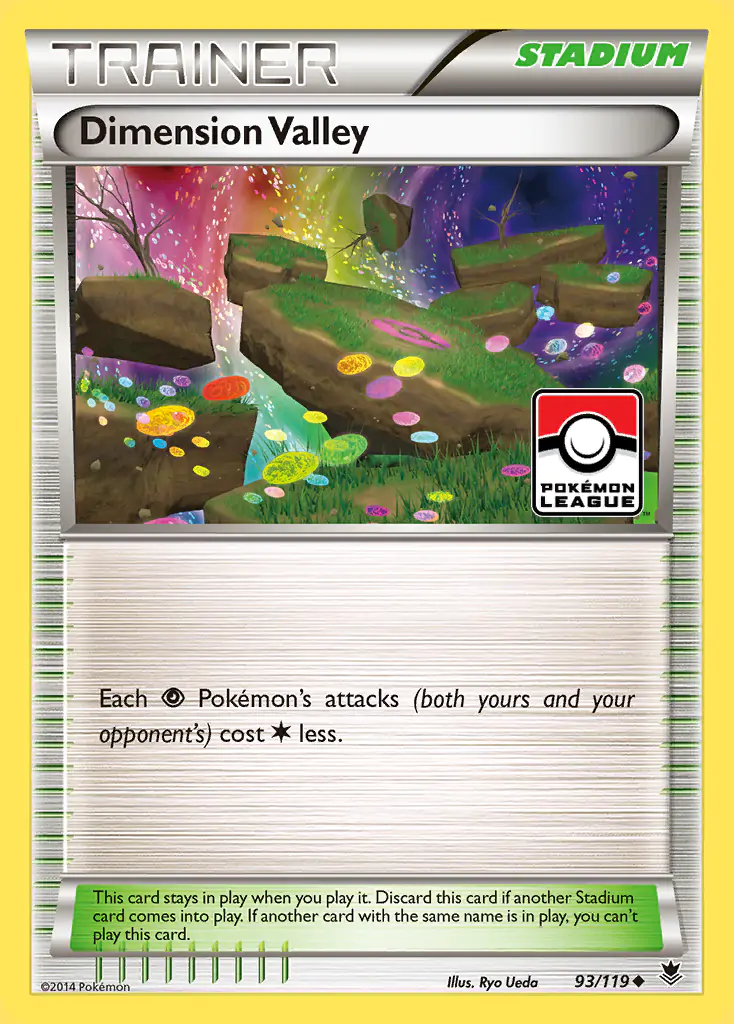 TRAINER
STADIUM
Dimension Valley
POKÉMON
LEAGUE
™
Each Pokémon's attacks (both yours and your
opponent's) cost less.
This card stays in play when you play it. Discard this card if another Stadium
card comes into play. If another card with the same name is in play, you can't
play this card.
©2014 Pokémon
Illus. Ryo Ueda
93/119